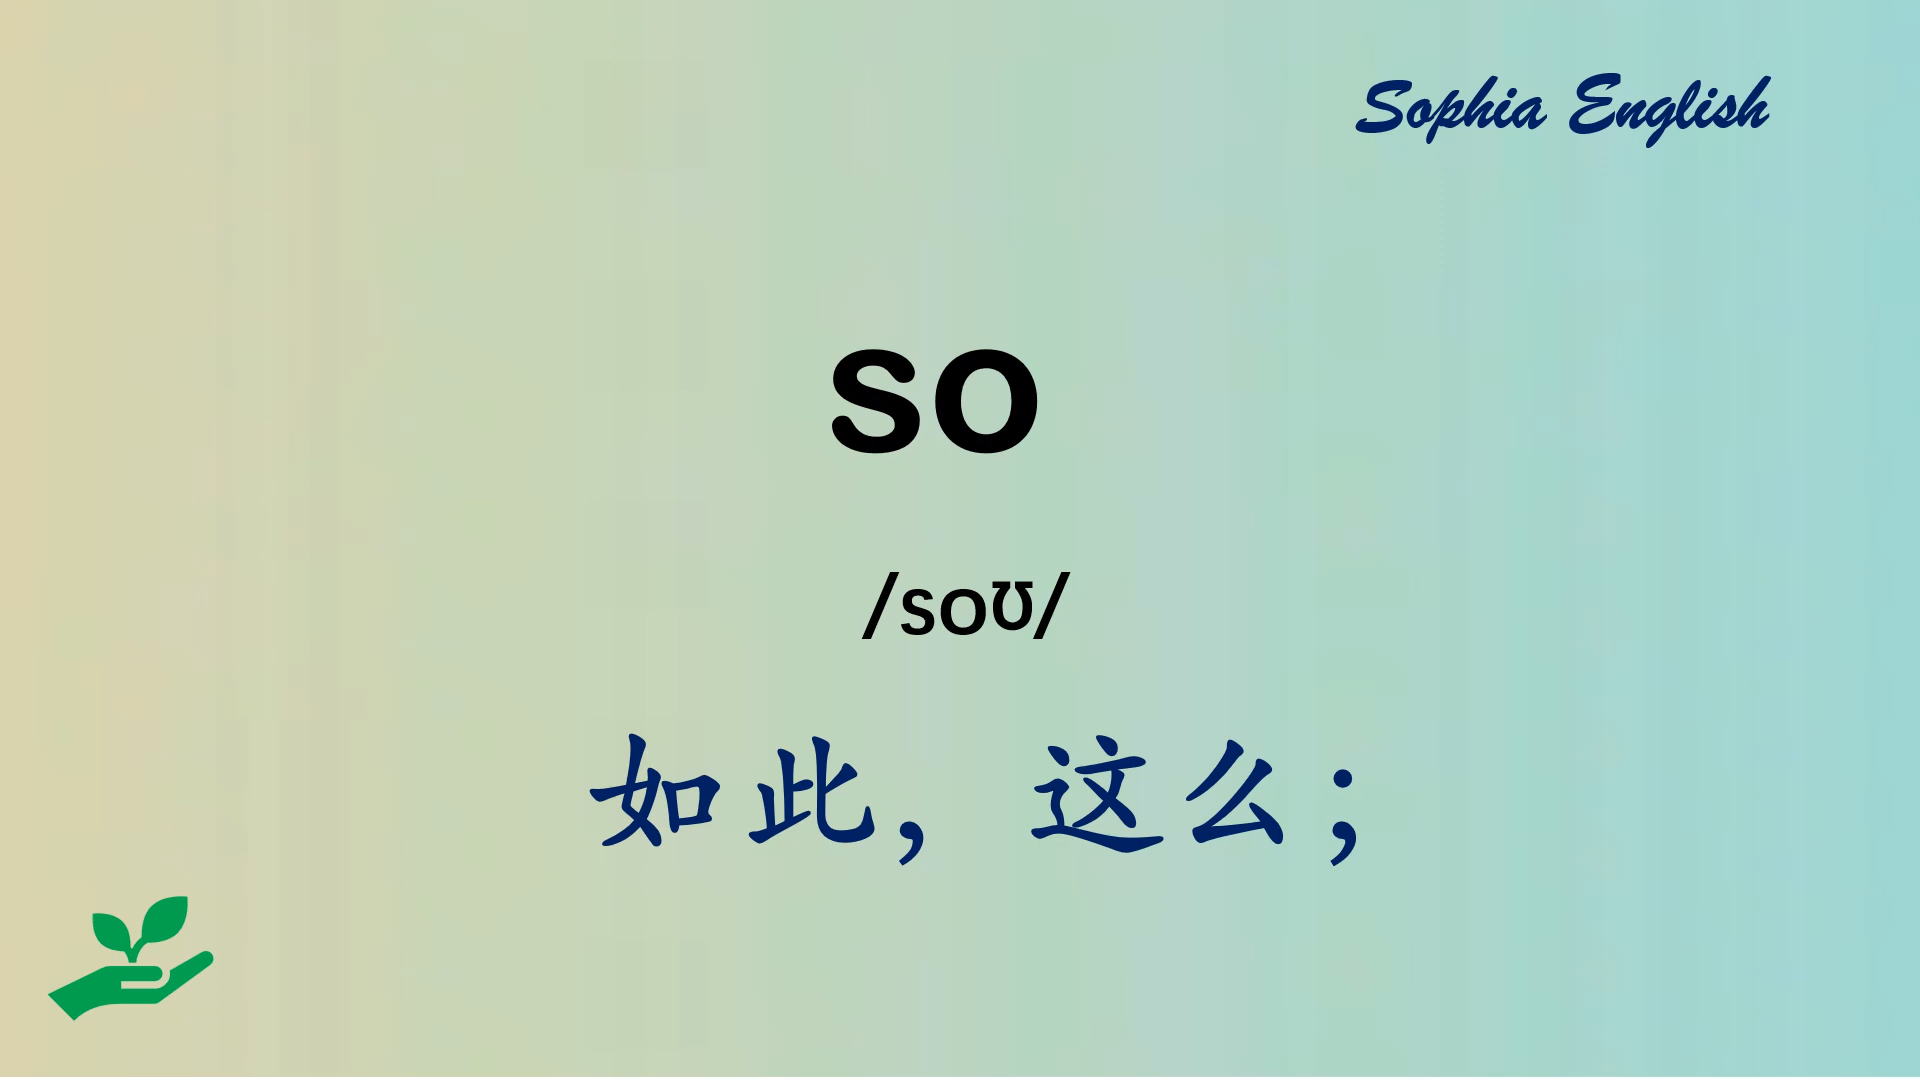 Sophia English
so
/soʊ/
如此，这么；